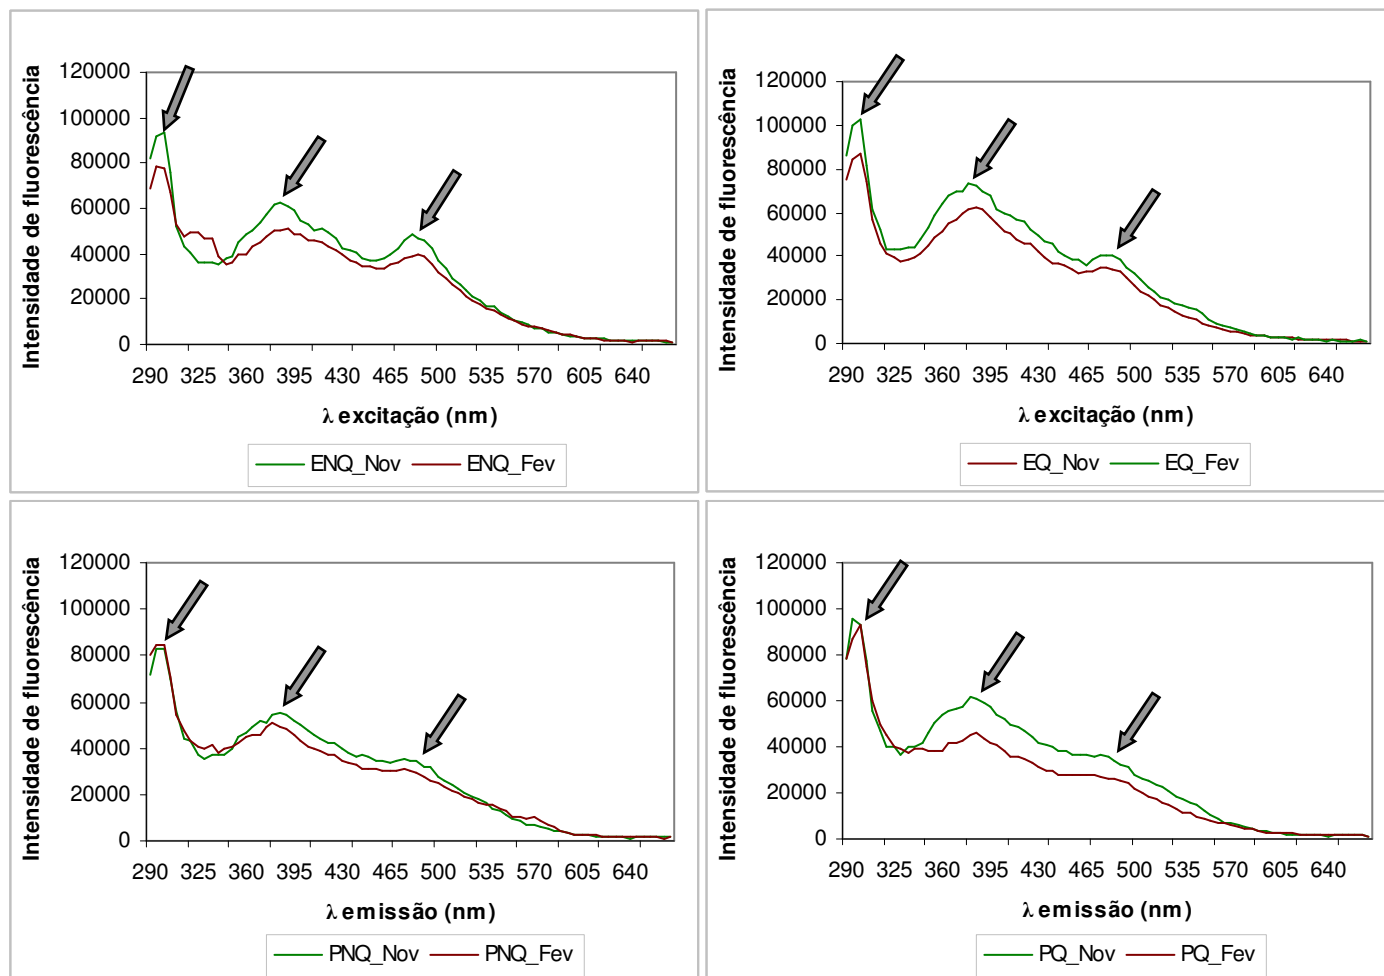 Intensidade de fluorescência
120000
100000
80000
60000
40000
20000
0
290 325 360 395 430 465 500 535 570 605 640
λ excitação (nm)
ENQ_Nov ENQ_Fev
Intensidade de fluorescência
120000
100000
80000
60000
40000
20000
0
290 325 360 395 430 465 500 535 570 605 640
λ excitação (nm)
EQ_Nov EQ_Fev
Intensidade de fluorescência
120000
100000
80000
60000
40000
20000
0
290 325 360 395 430 465 500 535 570 605 640
λ emissão (nm)
PNQ_Nov PNQ_Fev
Intensidade de fluorescência
120000
100000
80000
60000
40000
20000
0
290 325 360 395 430 465 500 535 570 605 640
λ emissão (nm)
PQ_Nov PQ_Fev